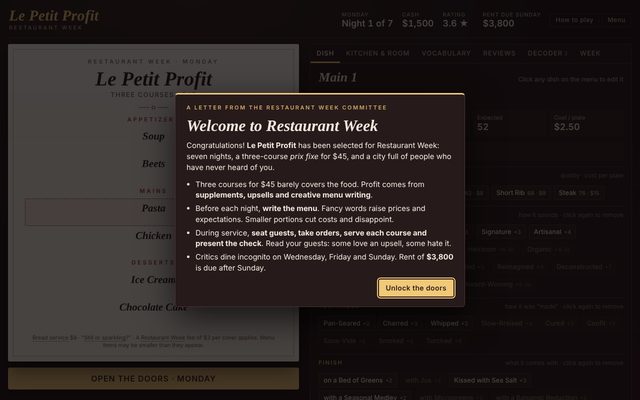 Le Petit Profit
RESTAURANT WEEK
MONDAY
Night 1 of 7
CASH
$1,500
RATING
3.6 ★
RENT DUE SUNDAY
$3,800
How to play
Menu
RESTAURANT WEEK · MONDAY
Le Petit Profit
THREE COURSES
APPETIZER
Soup
Beets
MAINS
Pasta
Chicken
DESSERTS
Ice Cream
Chocolate Cake
OPEN THE DOORS · MONDAY
DISH
KITCHEN & ROOM
VOCABULARY
REVIEWS
DECODER
WEEK
Main 1
Click any dish on the menu to edit it
Expected
52
Cost / plate
$2.50
A LETTER FROM THE RESTAURANT WEEK COMMITTEE
Welcome to Restaurant Week
Congratulations! Le Petit Profit has been selected for Restaurant Week:
seven nights, a three-course prix fixe for $45, and a city full of people who
have never heard of you.
• Three courses for $45 barely covers the food. Profit comes from
supplements, upsells and creative menu writing.
• Before each night, write the menu. Fancy words raise prices and
expectations. Smaller portions cut costs and disappoint.
• During service, seat guests, take orders, serve each course and
present the check. Read your guests: some love an upsell, some hate it.
• Critics dine incognito on Wednesday, Friday and Sunday. Rent of $3,800
is due after Sunday.
Unlock the doors
Short Rib
Steak
Signature
Artisanal
Pan-Seared
Charred
Whipped
FINISH
on a Bed of Greens
Kissed with Sea Salt